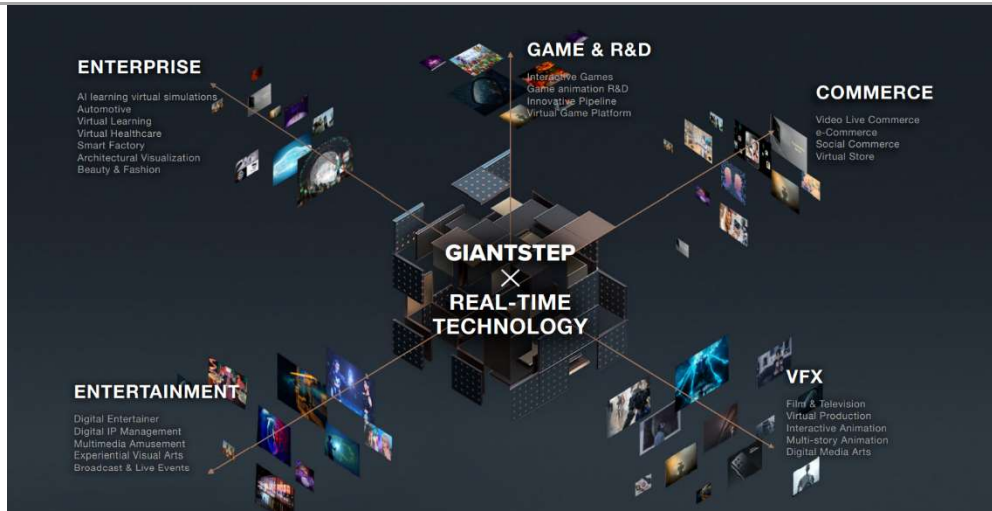 ENTERPRISE
AI learning virtual simulations
Automotive
Virtual Learning
Virtual Healthcare
Smart Factory
Architectural Visualization
Beauty & Fashion
GAME & R&D
Interactive Games
Game animation R&D
Innovative Pipeline
Virtual Game Platform
COMMERCE
Video Live Commerce
e-Commerce
Social Commerce
Virtual Store
GIANTSTEP
×
REAL-TIME
TECHNOLOGY
ENTERTAINMENT
Digital Entertainer
Digital IP Management
Multimedia Amusement
Experiential Visual Arts
Broadcast & Live Events
VFX
Film & Television
Virtual Production
Interactive Animation
Multi-story Animation
Digital Media Arts